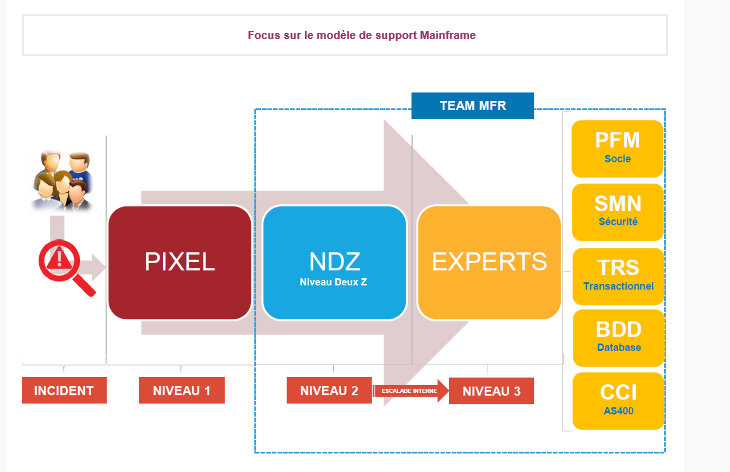 Focus sur le modèle de support Mainframe
TEAM MFR
PFM
Socle
SMN
Sécurité
PIXEL
NDZ
Niveau Deux Z
EXPERTS
TRS
Transactionnel
BDD
Database
CCI
AS400
INCIDENT
NIVEAU 1
NIVEAU 2
ESCALADE INTERNE
NIVEAU 3